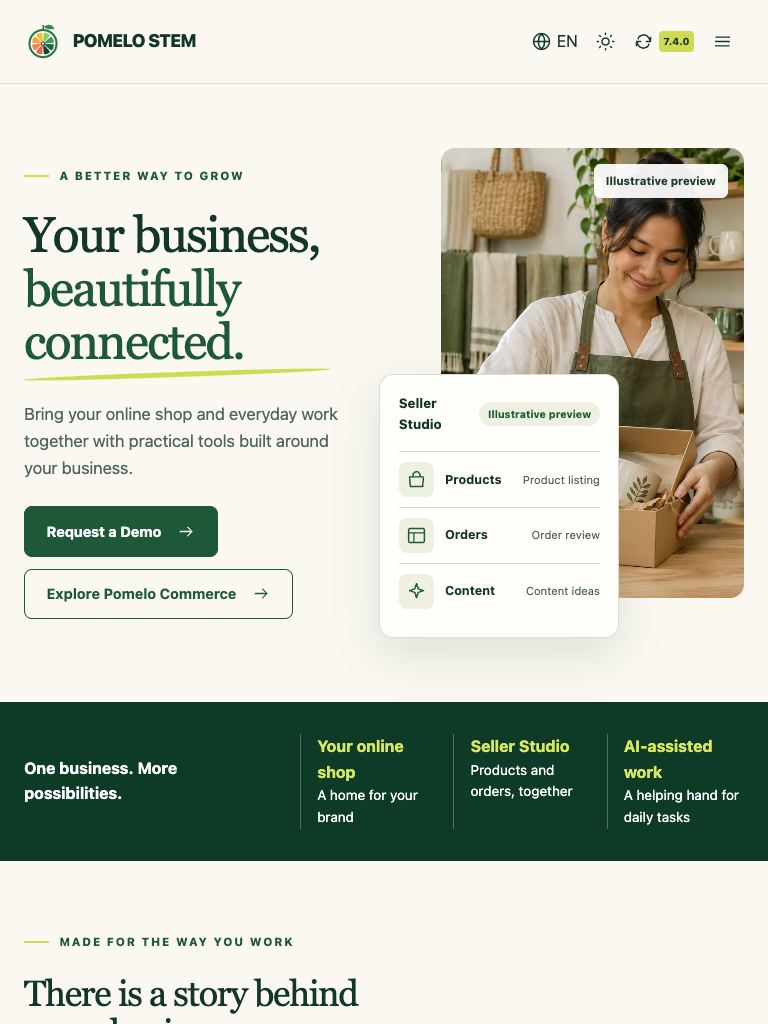 POMELO STEM
EN
7.4.0
A BETTER WAY TO GROW
Your business,
beautifully
connected.
Bring your online shop and everyday work
together with practical tools built around
your business.
Request a Demo
Explore Pomelo Commerce
Illustrative preview
Seller
Studio
Illustrative preview
Products
Product listing
Orders
Order review
Content
Content ideas
One business. More
possibilities.
Your online
shop
A home for your
brand
Seller Studio
Products and
orders, together
AI-assisted
work
A helping hand for
daily tasks
MADE FOR THE WAY YOU WORK
There is a story behind